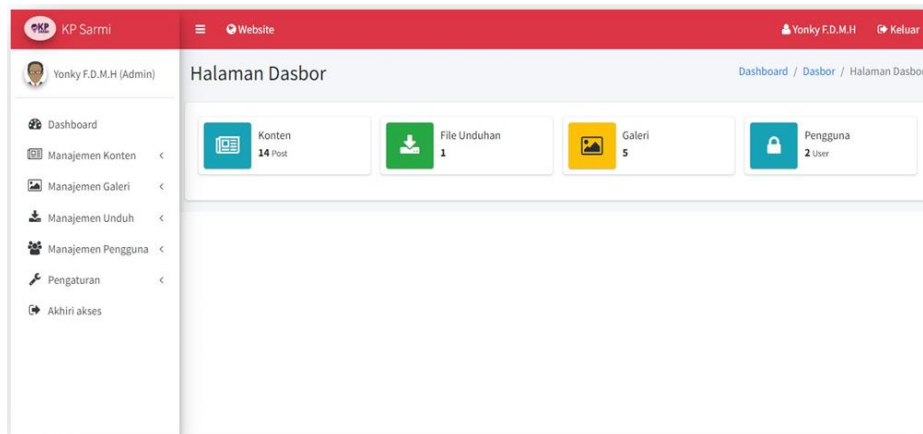 KP KP Sarmi
Website
Yonky F.D.M.H
Keluar
Yonky F.D.M.H (Admin)
Halaman Dasbor
Dashboard / Dasbor / Halaman Dasbor
Dashboard
Manajemen Konten
Manajemen Galeri
Manajemen Unduh
Manajemen Pengguna
Pengaturan
Akhiri akses
Konten
14 Post
File Unduhan
1
Galeri
5
Pengguna
2 User